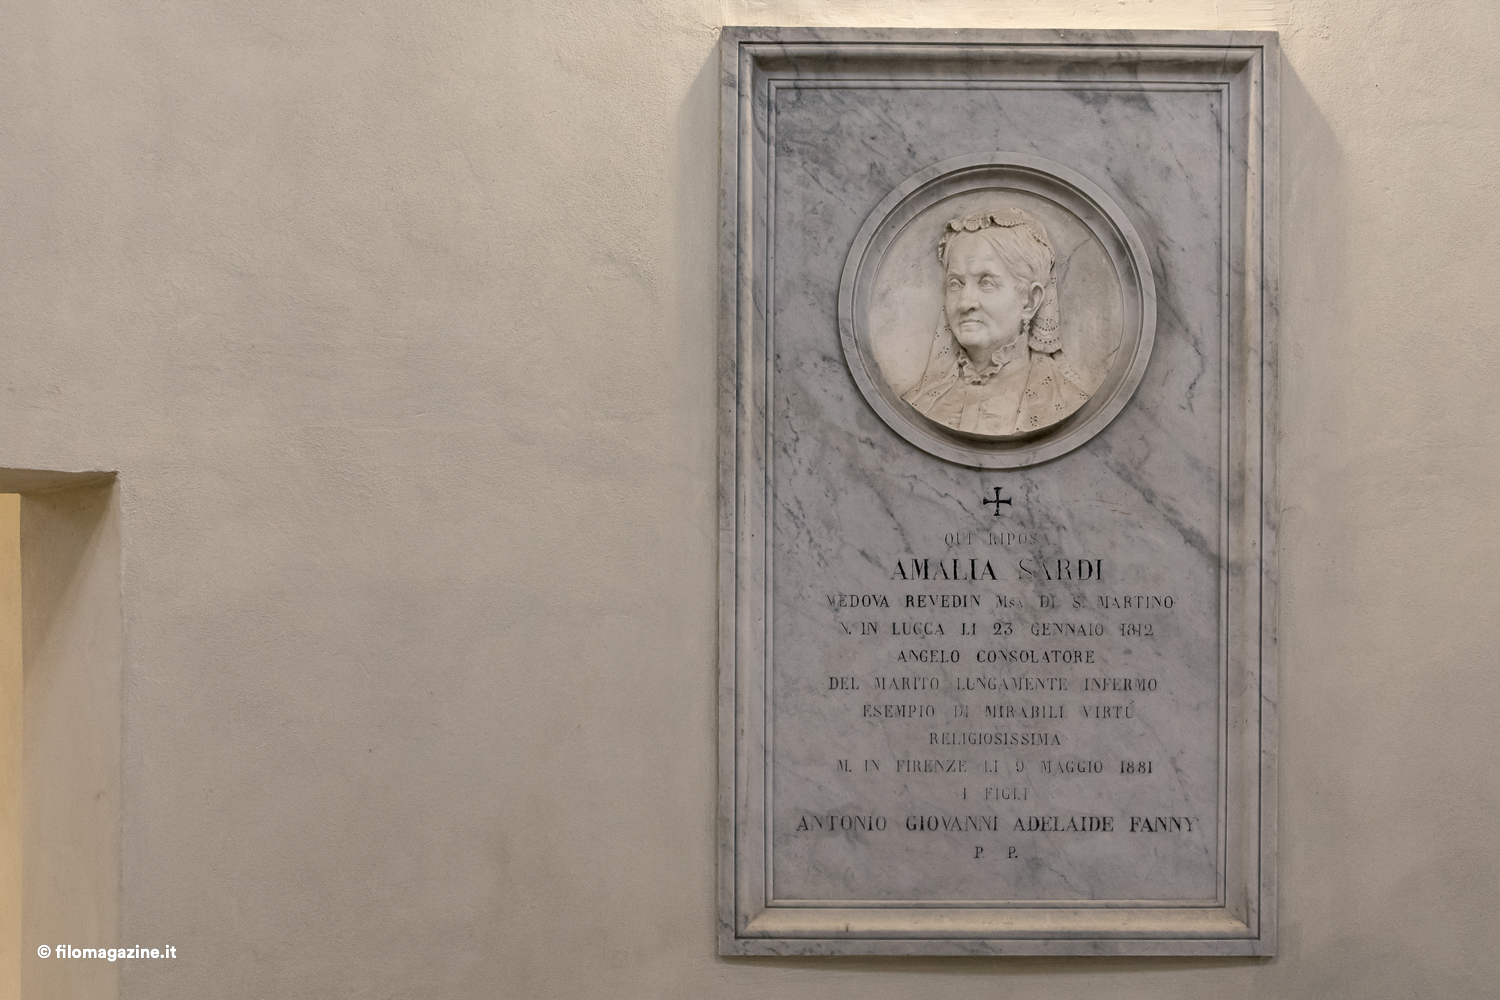 QUI RIPOSA
AMALIA SARDI
VEDOVA REVEDIN MSA DI S. MARTINO
N. IN LUCCA LI 23 GENNAIO 1812
ANGELO CONSOLATORE
DEL MARITO LUNGAMENTE INFERMO
ESEMPIO DI MIRABILI VIRTÚ
RELIGIOSISSIMA
M. IN FIRENZE LI 9 MAGGIO 1881
I FIGLI
ANTONIO GIOVANNI ADELAIDE FANNY
P. P.
© filomagazine.it